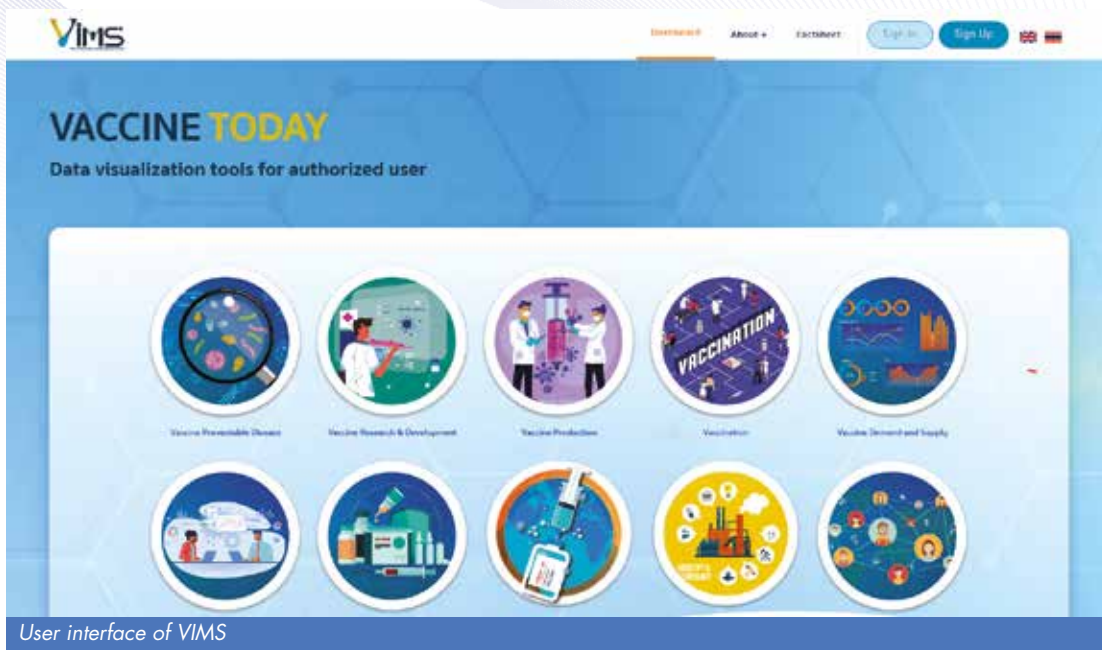 VIMS
Dashboard About + Factsheet Sign In Sign Up
VACCINE TODAY
Data visualization tools for authorized user
VACCINATION
Vaccine Preventable Disease Vaccine Research & Development Vaccine Production Vaccination Vaccine Demand and Supply
User interface of VIMS